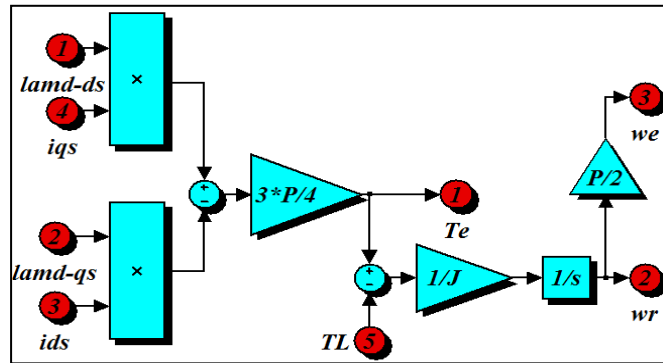 1
lamd-ds
×
4
iqs
3
we
+
−
3*P/4
P/2
1
Te
2
lamd-qs
×
3
ids
+
−
1/J
1/s
2
wr
TL
5